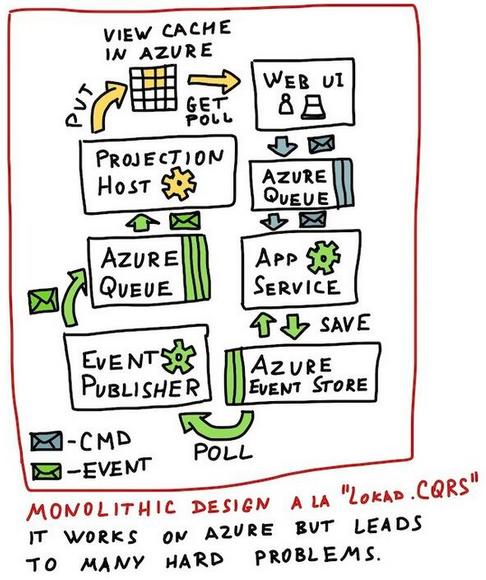 VIEW CACHE
IN AZURE
PUT
GET
POLL
WEB UI
PROJECTION
HOST
AZURE
QUEUE
AZURE
QUEUE
APP
SERVICE
SAVE
EVENT
PUBLISHER
AZURE
EVENT STORE
POLL
-CMD
-EVENT
MONOLITHIC DESIGN A LA "LOKAD.CQRS"
IT WORKS ON AZURE BUT LEADS
TO MANY HARD PROBLEMS.